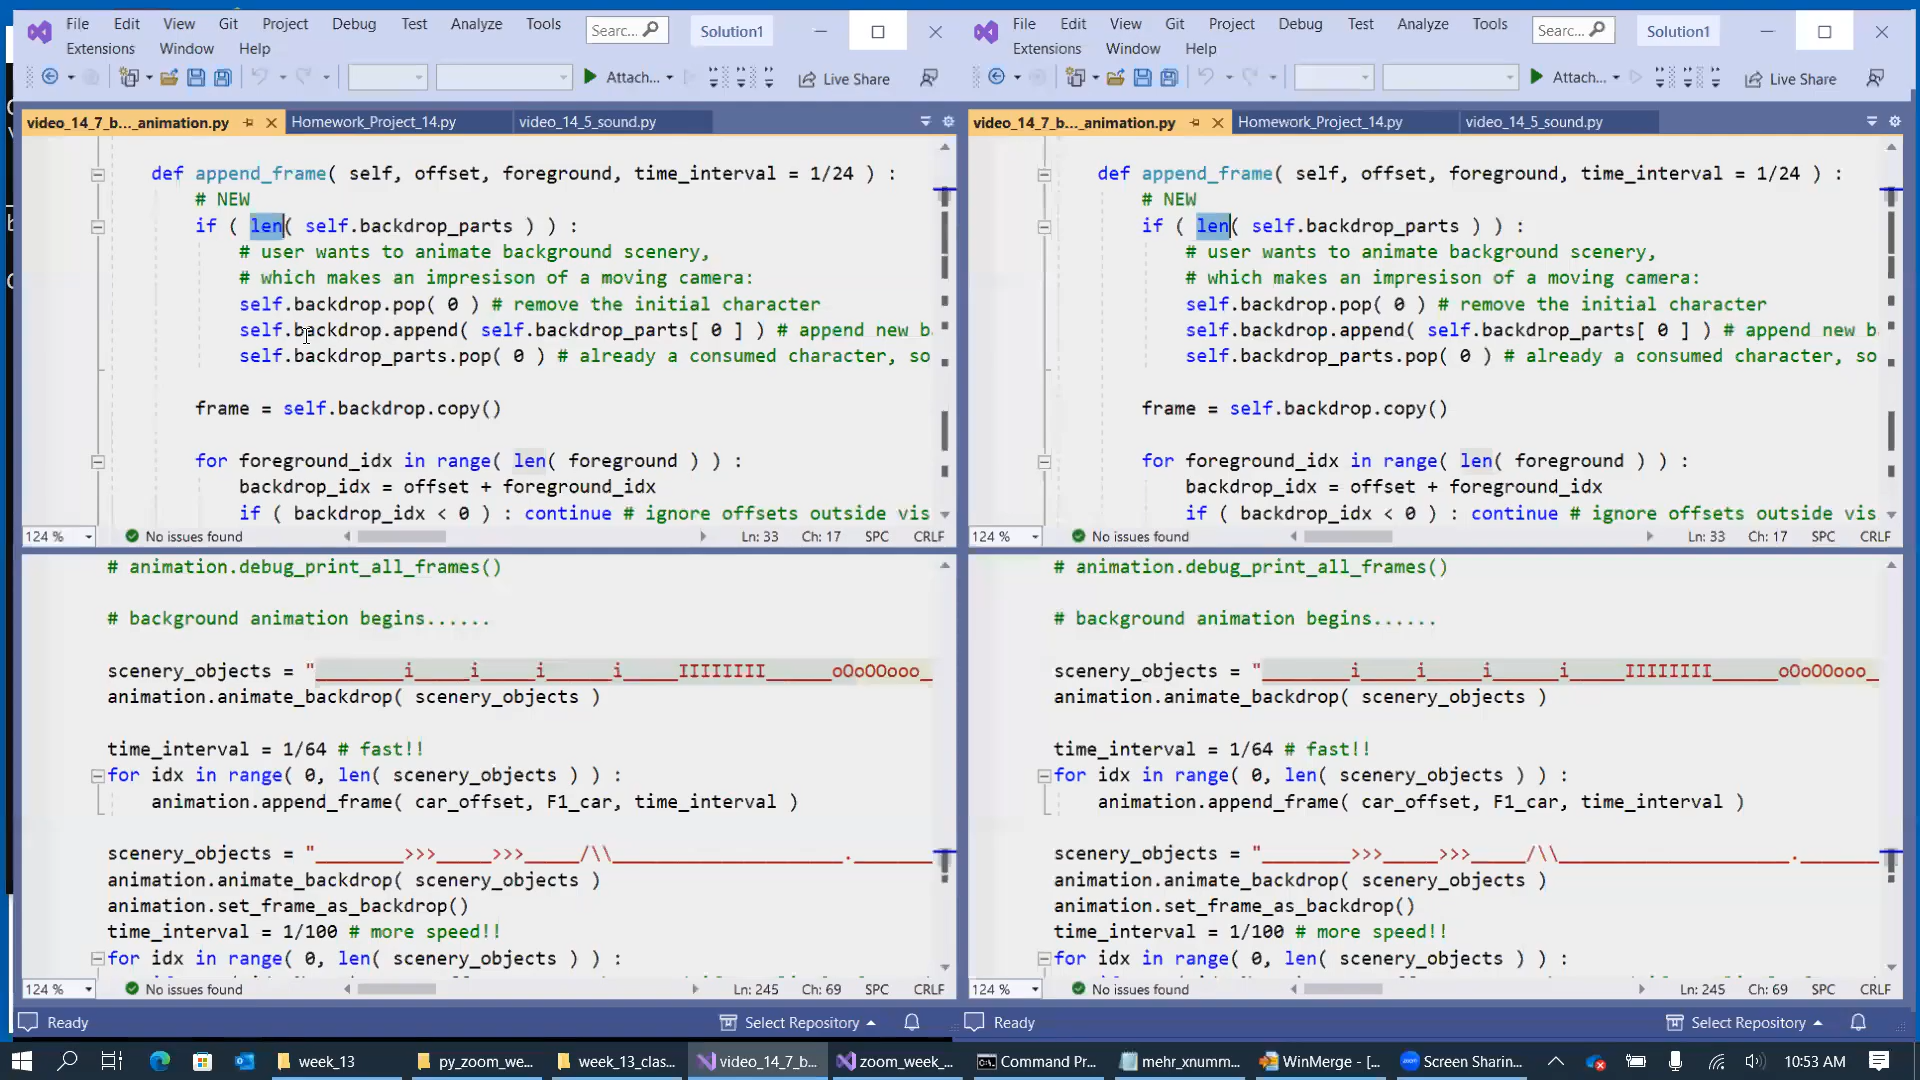 File Edit View Git Project Debug Test Analyze Tools Searc... Solution1
Extensions Window Help
Attach... Live Share
video_14_7_b..._animation.py Homework_Project_14.py video_14_5_sound.py
def append_frame( self, offset, foreground, time_interval = 1/24 ) :
# NEW
if ( len( self.backdrop_parts ) ) :
# user wants to animate background scenery,
# which makes an impresison of a moving camera:
self.backdrop.pop( 0 ) # remove the initial character
self.backdrop.append( self.backdrop_parts[ 0 ] ) # append new b
self.backdrop_parts.pop( 0 ) # already a consumed character, so
frame = self.backdrop.copy()
for foreground_idx in range( len( foreground ) ) :
backdrop_idx = offset + foreground_idx
if ( backdrop_idx < 0 ) : continue # ignore offsets outside vis
124 % No issues found Ln: 33 Ch: 17 SPC CRLF
# animation.debug_print_all_frames()
# background animation begins......
scenery_objects = "________i_____i_____i______i_____IIIIIIII______oOoOOooo_
animation.animate_backdrop( scenery_objects )
time_interval = 1/64 # fast!!
for idx in range( 0, len( scenery_objects ) ) :
animation.append_frame( car_offset, F1_car, time_interval )
scenery_objects = "________>>>_____>>>_____/\\_____________________.________
animation.animate_backdrop( scenery_objects )
animation.set_frame_as_backdrop()
time_interval = 1/100 # more speed!!
for idx in range( 0, len( scenery_objects ) ) :
124 % No issues found Ln: 245 Ch: 69 SPC CRLF
Ready Select Repository
File Edit View Git Project Debug Test Analyze Tools Searc... Solution1
Extensions Window Help
Attach... Live Share
video_14_7_b..._animation.py Homework_Project_14.py video_14_5_sound.py
def append_frame( self, offset, foreground, time_interval = 1/24 ) :
# NEW
if ( len( self.backdrop_parts ) ) :
# user wants to animate background scenery,
# which makes an impresison of a moving camera:
self.backdrop.pop( 0 ) # remove the initial character
self.backdrop.append( self.backdrop_parts[ 0 ] ) # append new b
self.backdrop_parts.pop( 0 ) # already a consumed character, so
frame = self.backdrop.copy()
for foreground_idx in range( len( foreground ) ) :
backdrop_idx = offset + foreground_idx
if ( backdrop_idx < 0 ) : continue # ignore offsets outside vis
124 % No issues found Ln: 33 Ch: 17 SPC CRLF
# animation.debug_print_all_frames()
# background animation begins......
scenery_objects = "________i_____i_____i______i_____IIIIIIII______oOoOOooo_
animation.animate_backdrop( scenery_objects )
time_interval = 1/64 # fast!!
for idx in range( 0, len( scenery_objects ) ) :
animation.append_frame( car_offset, F1_car, time_interval )
scenery_objects = "________>>>_____>>>_____/\\_____________________.________
animation.animate_backdrop( scenery_objects )
animation.set_frame_as_backdrop()
time_interval = 1/100 # more speed!!
for idx in range( 0, len( scenery_objects ) ) :
124 % No issues found Ln: 245 Ch: 69 SPC CRLF
Ready Select Repository
week_13 py_zoom_we... week_13_clas... video_14_7_b... zoom_week_... Command Pr... mehr_xnumm... WinMerge - [... Screen Sharin... 10:53 AM